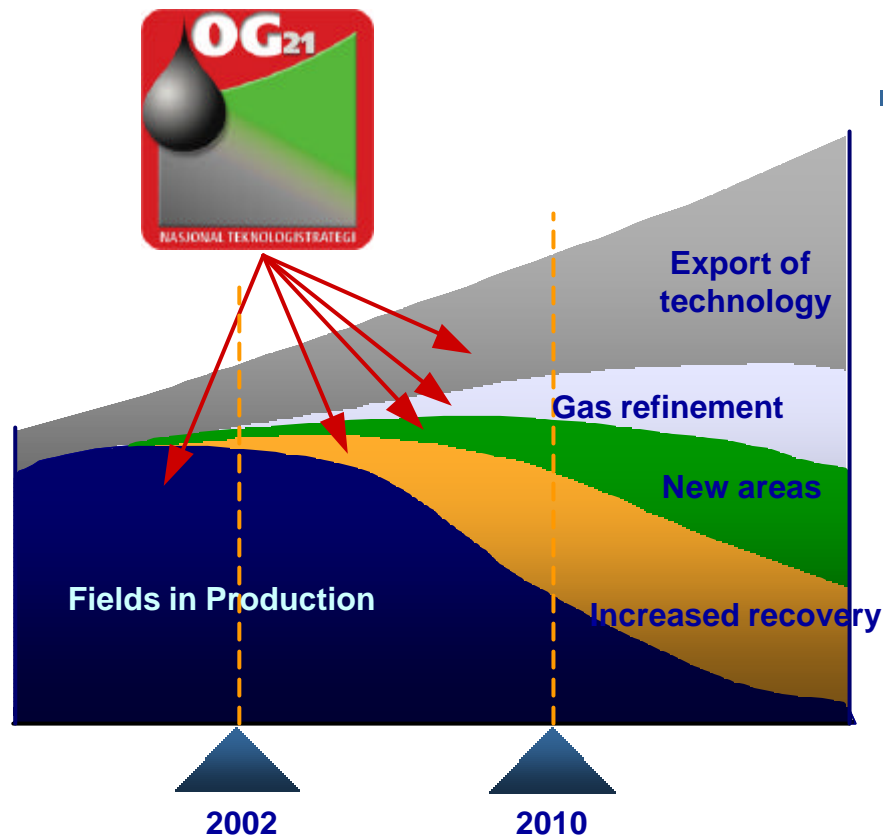 OG21
NASJONAL TEKNOLOGISTRATEGI
Export of
technology
Gas refinement
New areas
Fields in Production
Increased recovery
2002
2010